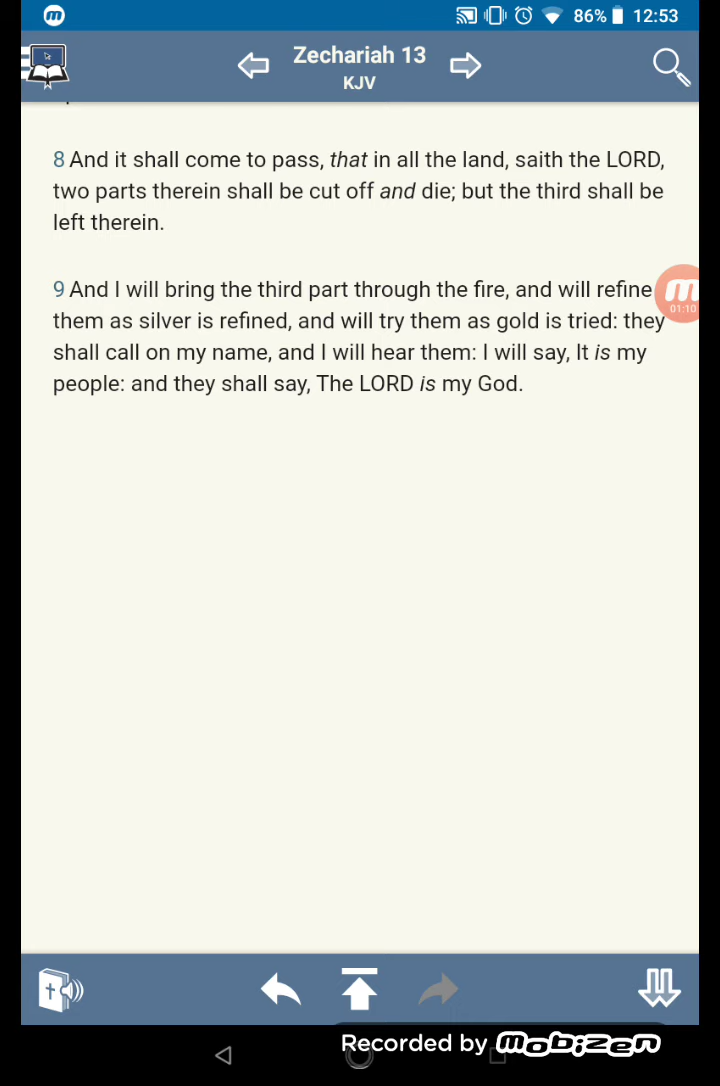 m 86% 12:53
Zechariah 13
KJV
8 And it shall come to pass, that in all the land, saith the LORD,
two parts therein shall be cut off and die; but the third shall be
left therein.
9 And I will bring the third part through the fire, and will refine
them as silver is refined, and will try them as gold is tried: they
shall call on my name, and I will hear them: I will say, It is my
people: and they shall say, The LORD is my God.
m
01:10
Recorded by mobizen